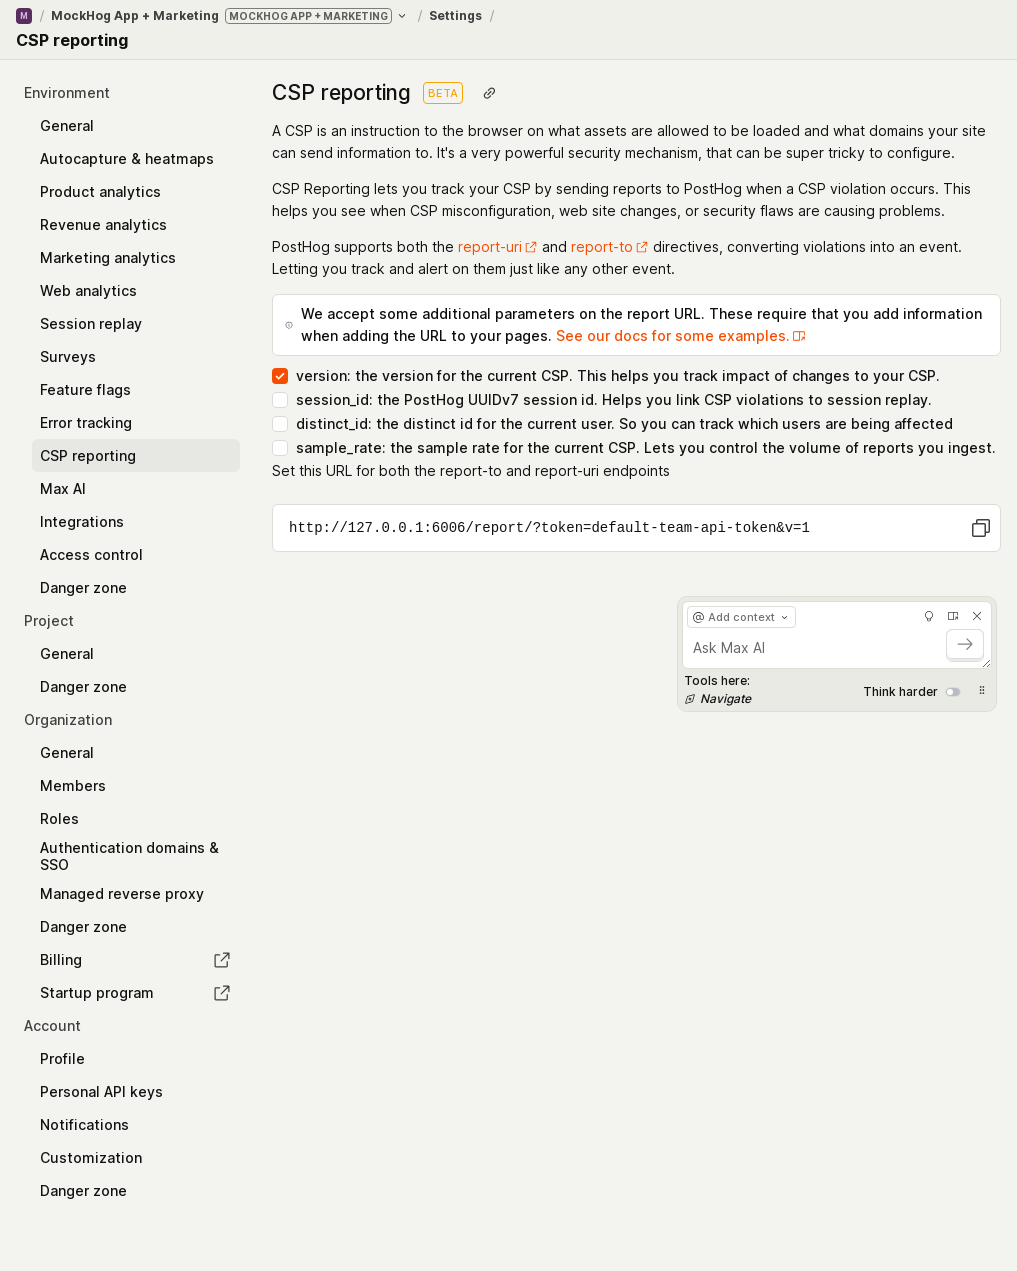 M / MockHog App + Marketing MOCKHOG APP + MARKETING / Settings /
CSP reporting
Environment
General
Autocapture & heatmaps
Product analytics
Revenue analytics
Marketing analytics
Web analytics
Session replay
Surveys
Feature flags
Error tracking
CSP reporting
Max AI
Integrations
Access control
Danger zone
Project
General
Danger zone
Organization
General
Members
Roles
Authentication domains &
SSO
Managed reverse proxy
Danger zone
Billing
Startup program
Account
Profile
Personal API keys
Notifications
Customization
Danger zone
CSP reporting BETA
A CSP is an instruction to the browser on what assets are allowed to be loaded and what domains your site
can send information to. It's a very powerful security mechanism, that can be super tricky to configure.
CSP Reporting lets you track your CSP by sending reports to PostHog when a CSP violation occurs. This
helps you see when CSP misconfiguration, web site changes, or security flaws are causing problems.
PostHog supports both the report-uri and report-to directives, converting violations into an event.
Letting you track and alert on them just like any other event.
We accept some additional parameters on the report URL. These require that you add information
when adding the URL to your pages. See our docs for some examples.
version: the version for the current CSP. This helps you track impact of changes to your CSP.
session_id: the PostHog UUIDv7 session id. Helps you link CSP violations to session replay.
distinct_id: the distinct id for the current user. So you can track which users are being affected
sample_rate: the sample rate for the current CSP. Lets you control the volume of reports you ingest.
Set this URL for both the report-to and report-uri endpoints
http://127.0.0.1:6006/report/?token=default-team-api-token&v=1
@ Add context
Ask Max AI
Tools here:
Navigate
Think harder